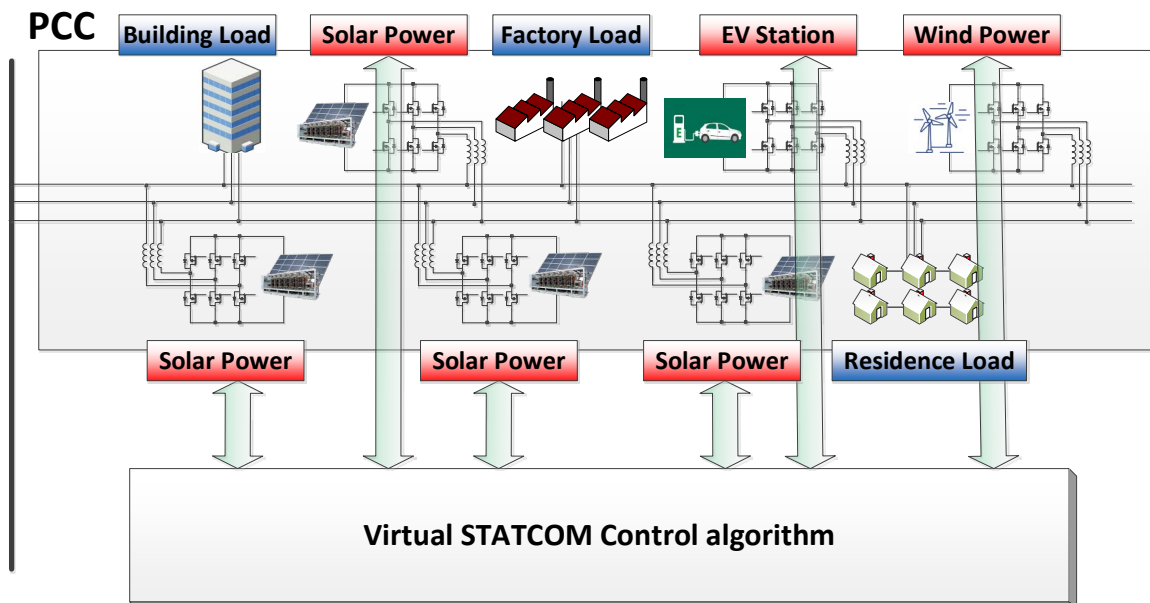 PCC
Building Load
Solar Power
Factory Load
EV Station
Wind Power
E
Solar Power
Solar Power
Solar Power
Residence Load
Virtual STATCOM Control algorithm